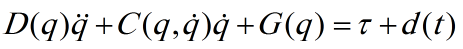 D(q)q̈ + C(q,q̇)q̇ + G(q) = τ + d(t)